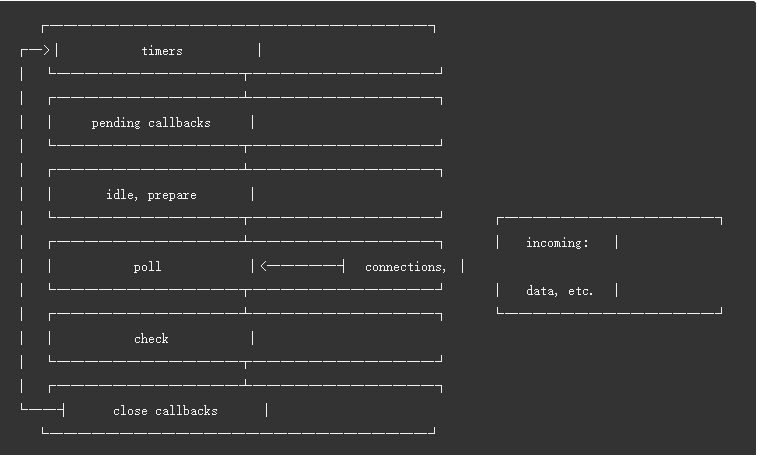 timers
pending callbacks
idle, prepare
incoming:
poll connections,
data, etc.
check
close callbacks